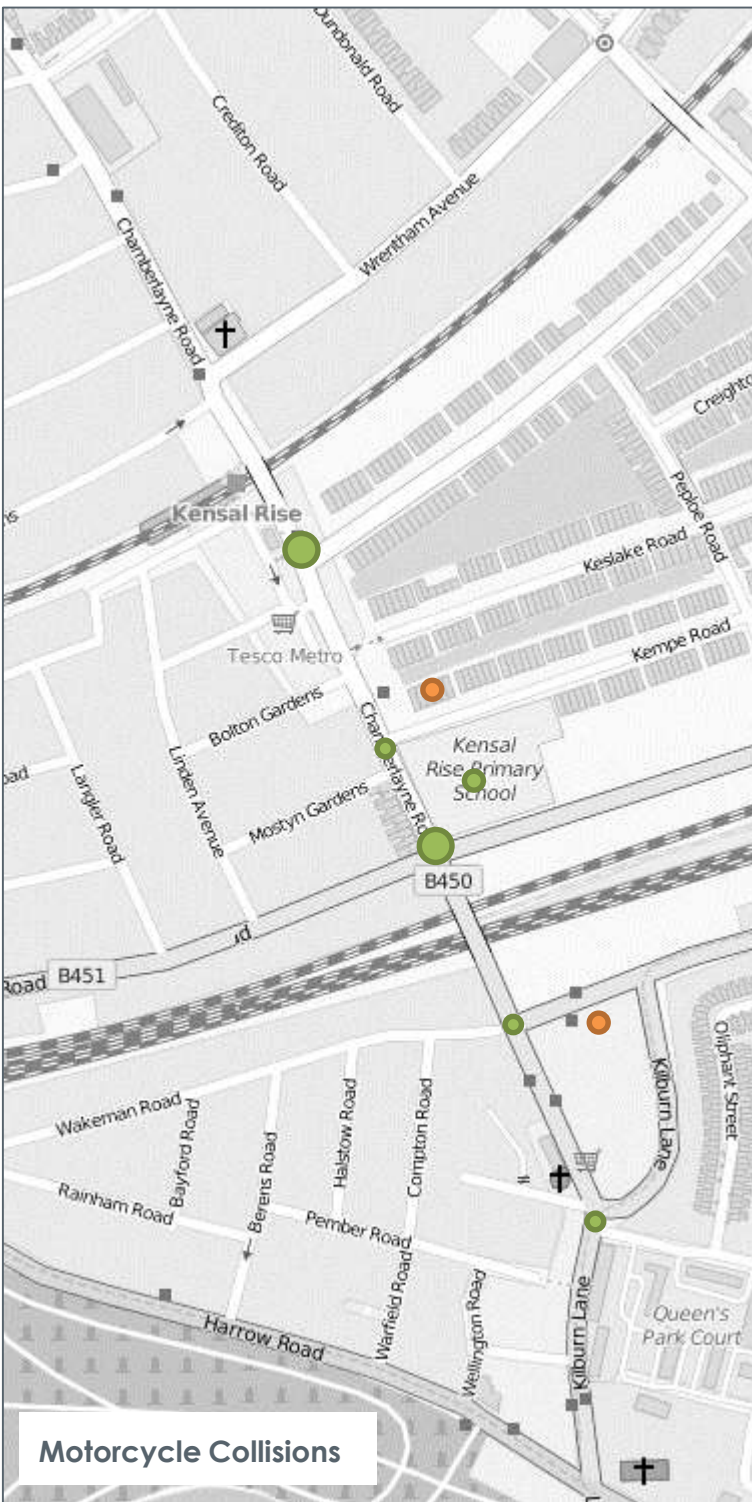 Dundonald Road
Crediton Road
Wrentham Avenue
Chamberlayne Road
Creighto
Peploe Road
Kensal Rise
Keslake Road
Tesco Metro
Kempe Road
Bolton Gardens
Chamberlayne Ro
Kensal
Rise Primary
School
Linden Avenue
Langler Road
Mostyn Gardens
oad
B450
B451
Road
Oliphant Street
Kilburn Lane
Wakeman Road
Bayford Road
Halstow Road
Compton Road
Berens Road
Rainham Road
Pember Road
Warfield Road
Wellington Road
Kilburn Lane
Queen's
Park Court
Harrow Road
Motorcycle Collisions